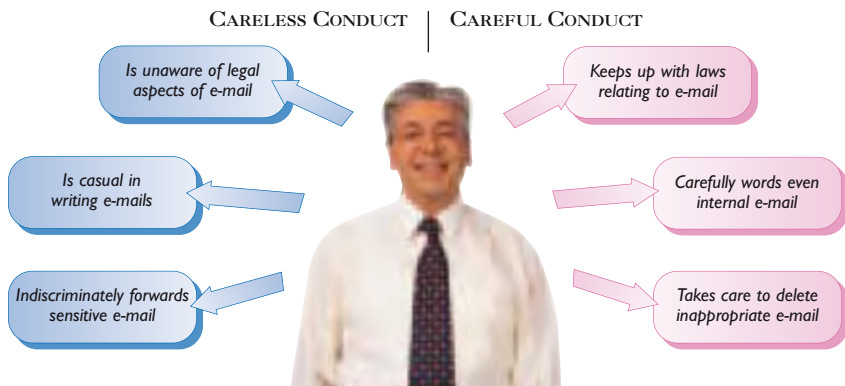 CARELESS CONDUCT
CAREFUL CONDUCT
Is unaware of legal
aspects of e-mail
Keeps up with laws
relating to e-mail
Is casual in
writing e-mails
Carefully words even
internal e-mail
Indiscriminately forwards
sensitive e-mail
Takes care to delete
inappropriate e-mail